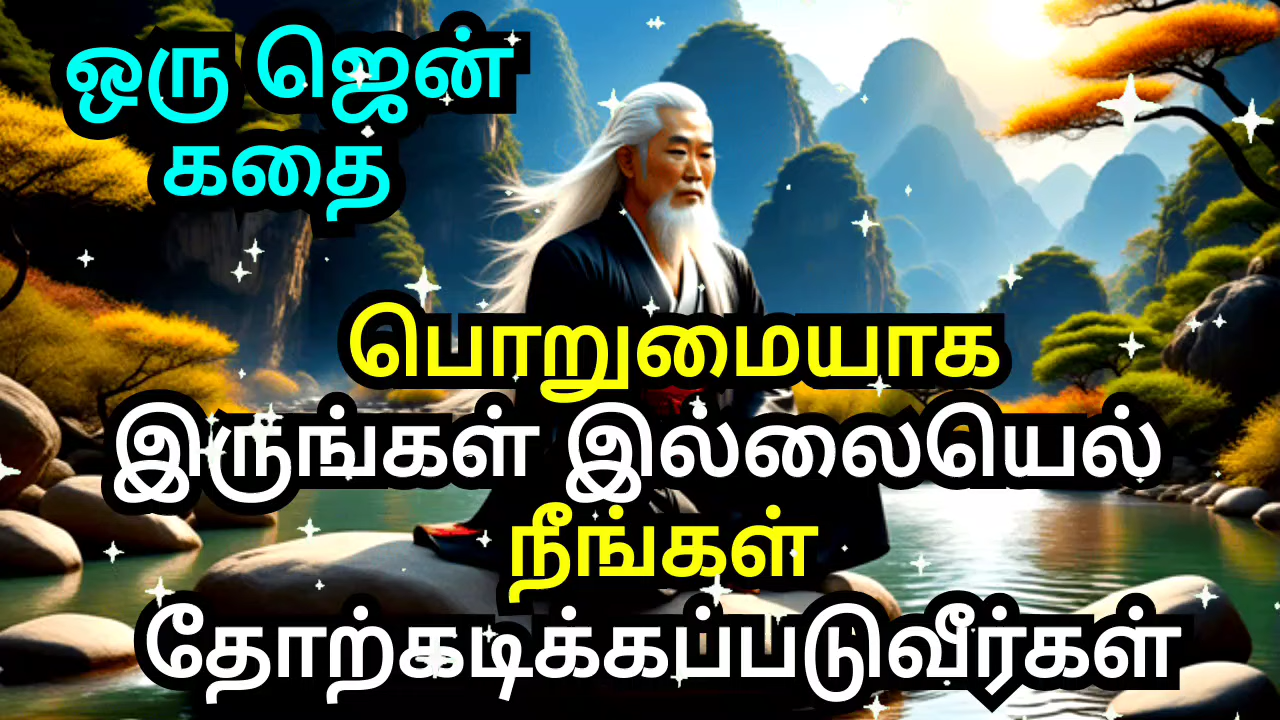 ஒரு ஜென்
கதை
பொறுமையாக
இருங்கள் இல்லையெல்
நீங்கள்
தோற்கடிக்கப்படுவீர்கள்